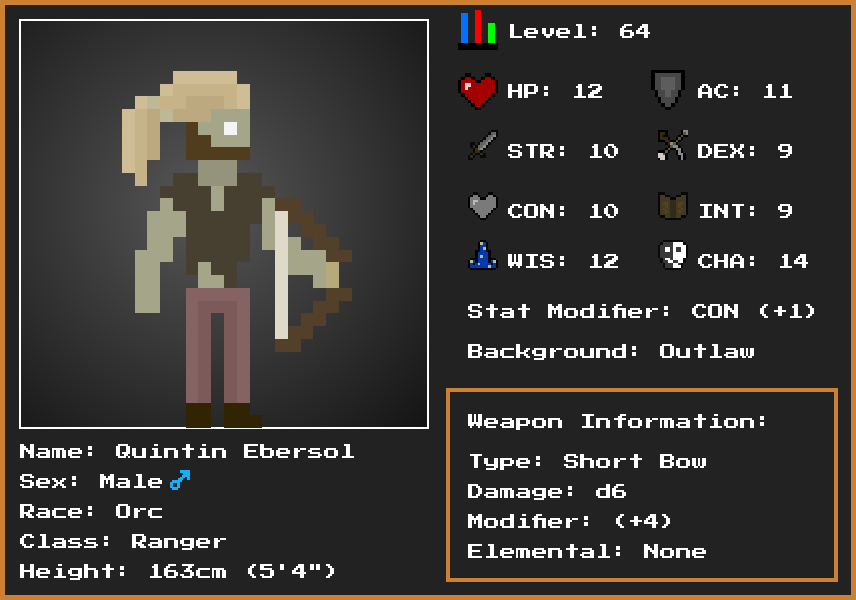 Level: 64
HP: 12
AC: 11
STR: 10
DEX: 9
CON: 10
INT: 9
WIS: 12
CHA: 14
Stat Modifier: CON (+1)
Background: Outlaw
Weapon Information:
Type: Short Bow
Damage: d6
Modifier: (+4)
Elemental: None
Name: Quintin Ebersol
Sex: Male ♂
Race: Orc
Class: Ranger
Height: 163cm (5'4")